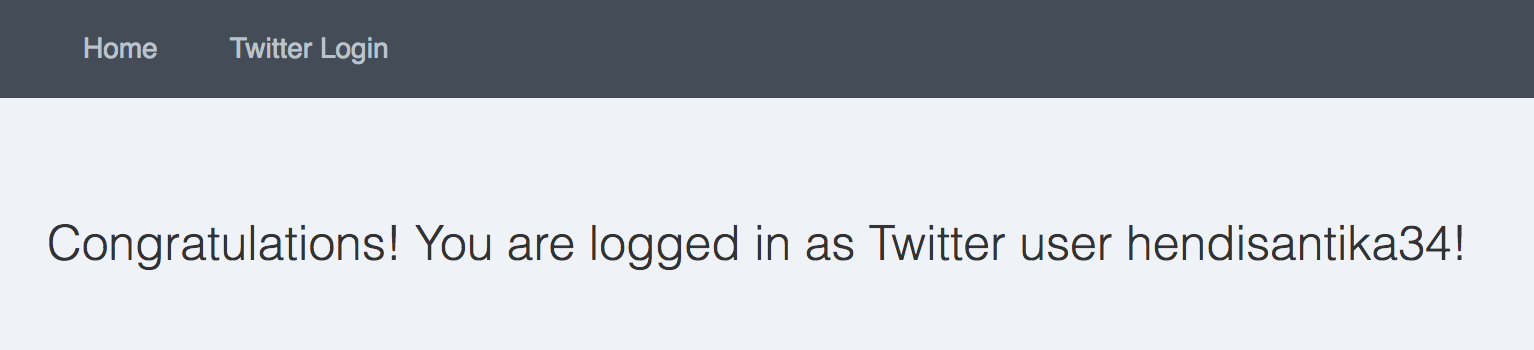 Home Twitter Login
Congratulations! You are logged in as Twitter user hendisantika34!